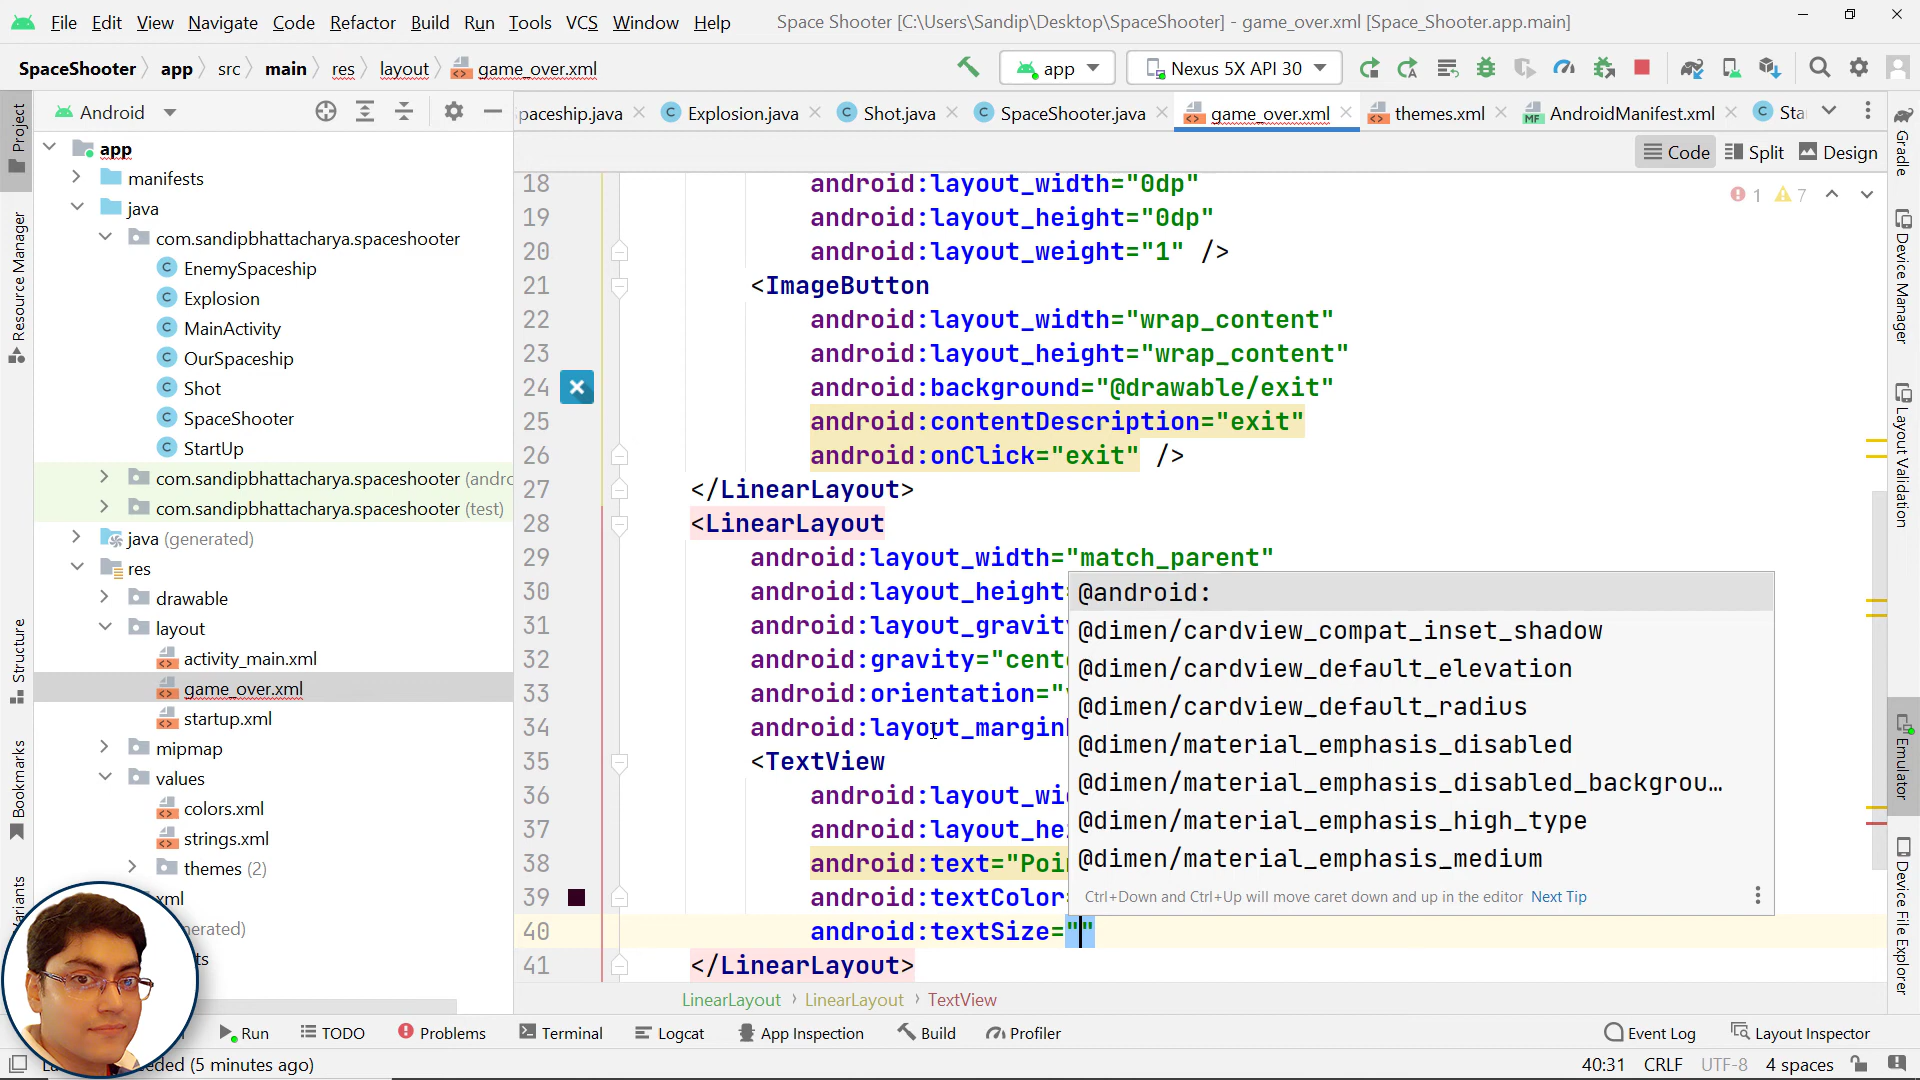 File Edit View Navigate Code Refactor Build Run Tools VCS Window Help Space Shooter [C:\Users\Sandip\Desktop\SpaceShooter] - game_over.xml [Space_Shooter.app.main]
SpaceShooter app src main res layout game_over.xml app Nexus 5X API 30
Android paceship.java Explosion.java Shot.java SpaceShooter.java game_over.xml themes.xml AndroidManifest.xml Sta
Code Split Design
Project
Resource Manager
Structure
Bookmarks
app
manifests
java
com.sandipbhattacharya.spaceshooter
EnemySpaceship
Explosion
MainActivity
OurSpaceship
Shot
SpaceShooter
StartUp
com.sandipbhattacharya.spaceshooter (andro
com.sandipbhattacharya.spaceshooter (test)
java (generated)
res
drawable
layout
activity_main.xml
game_over.xml
startup.xml
mipmap
values
colors.xml
strings.xml
themes (2)
xml
1 7
18 android:layout_width="0dp"
19 android:layout_height="0dp"
20 android:layout_weight="1" />
21 <ImageButton
22 android:layout_width="wrap_content"
23 android:layout_height="wrap_content"
24 android:background="@drawable/exit"
25 android:contentDescription="exit"
26 android:onClick="exit" />
27 </LinearLayout>
28 <LinearLayout
29 android:layout_width="match_parent"
30 android:layout_height=
31 android:layout_gravity
32 android:gravity="cente
33 android:orientation="v
34 android:layout_margin
35 <TextView
36 android:layout_wi
37 android:layout_he
38 android:text="Poi
39 android:textColor=
40 android:textSize=""
41 </LinearLayout>
@android:
@dimen/cardview_compat_inset_shadow
@dimen/cardview_default_elevation
@dimen/cardview_default_radius
@dimen/material_emphasis_disabled
@dimen/material_emphasis_disabled_backgrou…
@dimen/material_emphasis_high_type
@dimen/material_emphasis_medium
Ctrl+Down and Ctrl+Up will move caret down and up in the editor Next Tip
LinearLayout LinearLayout TextView
Gradle
Device Manager
Layout Validation
Emulator
Device File Explorer
Run TODO Problems Terminal Logcat App Inspection Build Profiler Event Log Layout Inspector
(5 minutes ago) 40:31 CRLF UTF-8 4 spaces